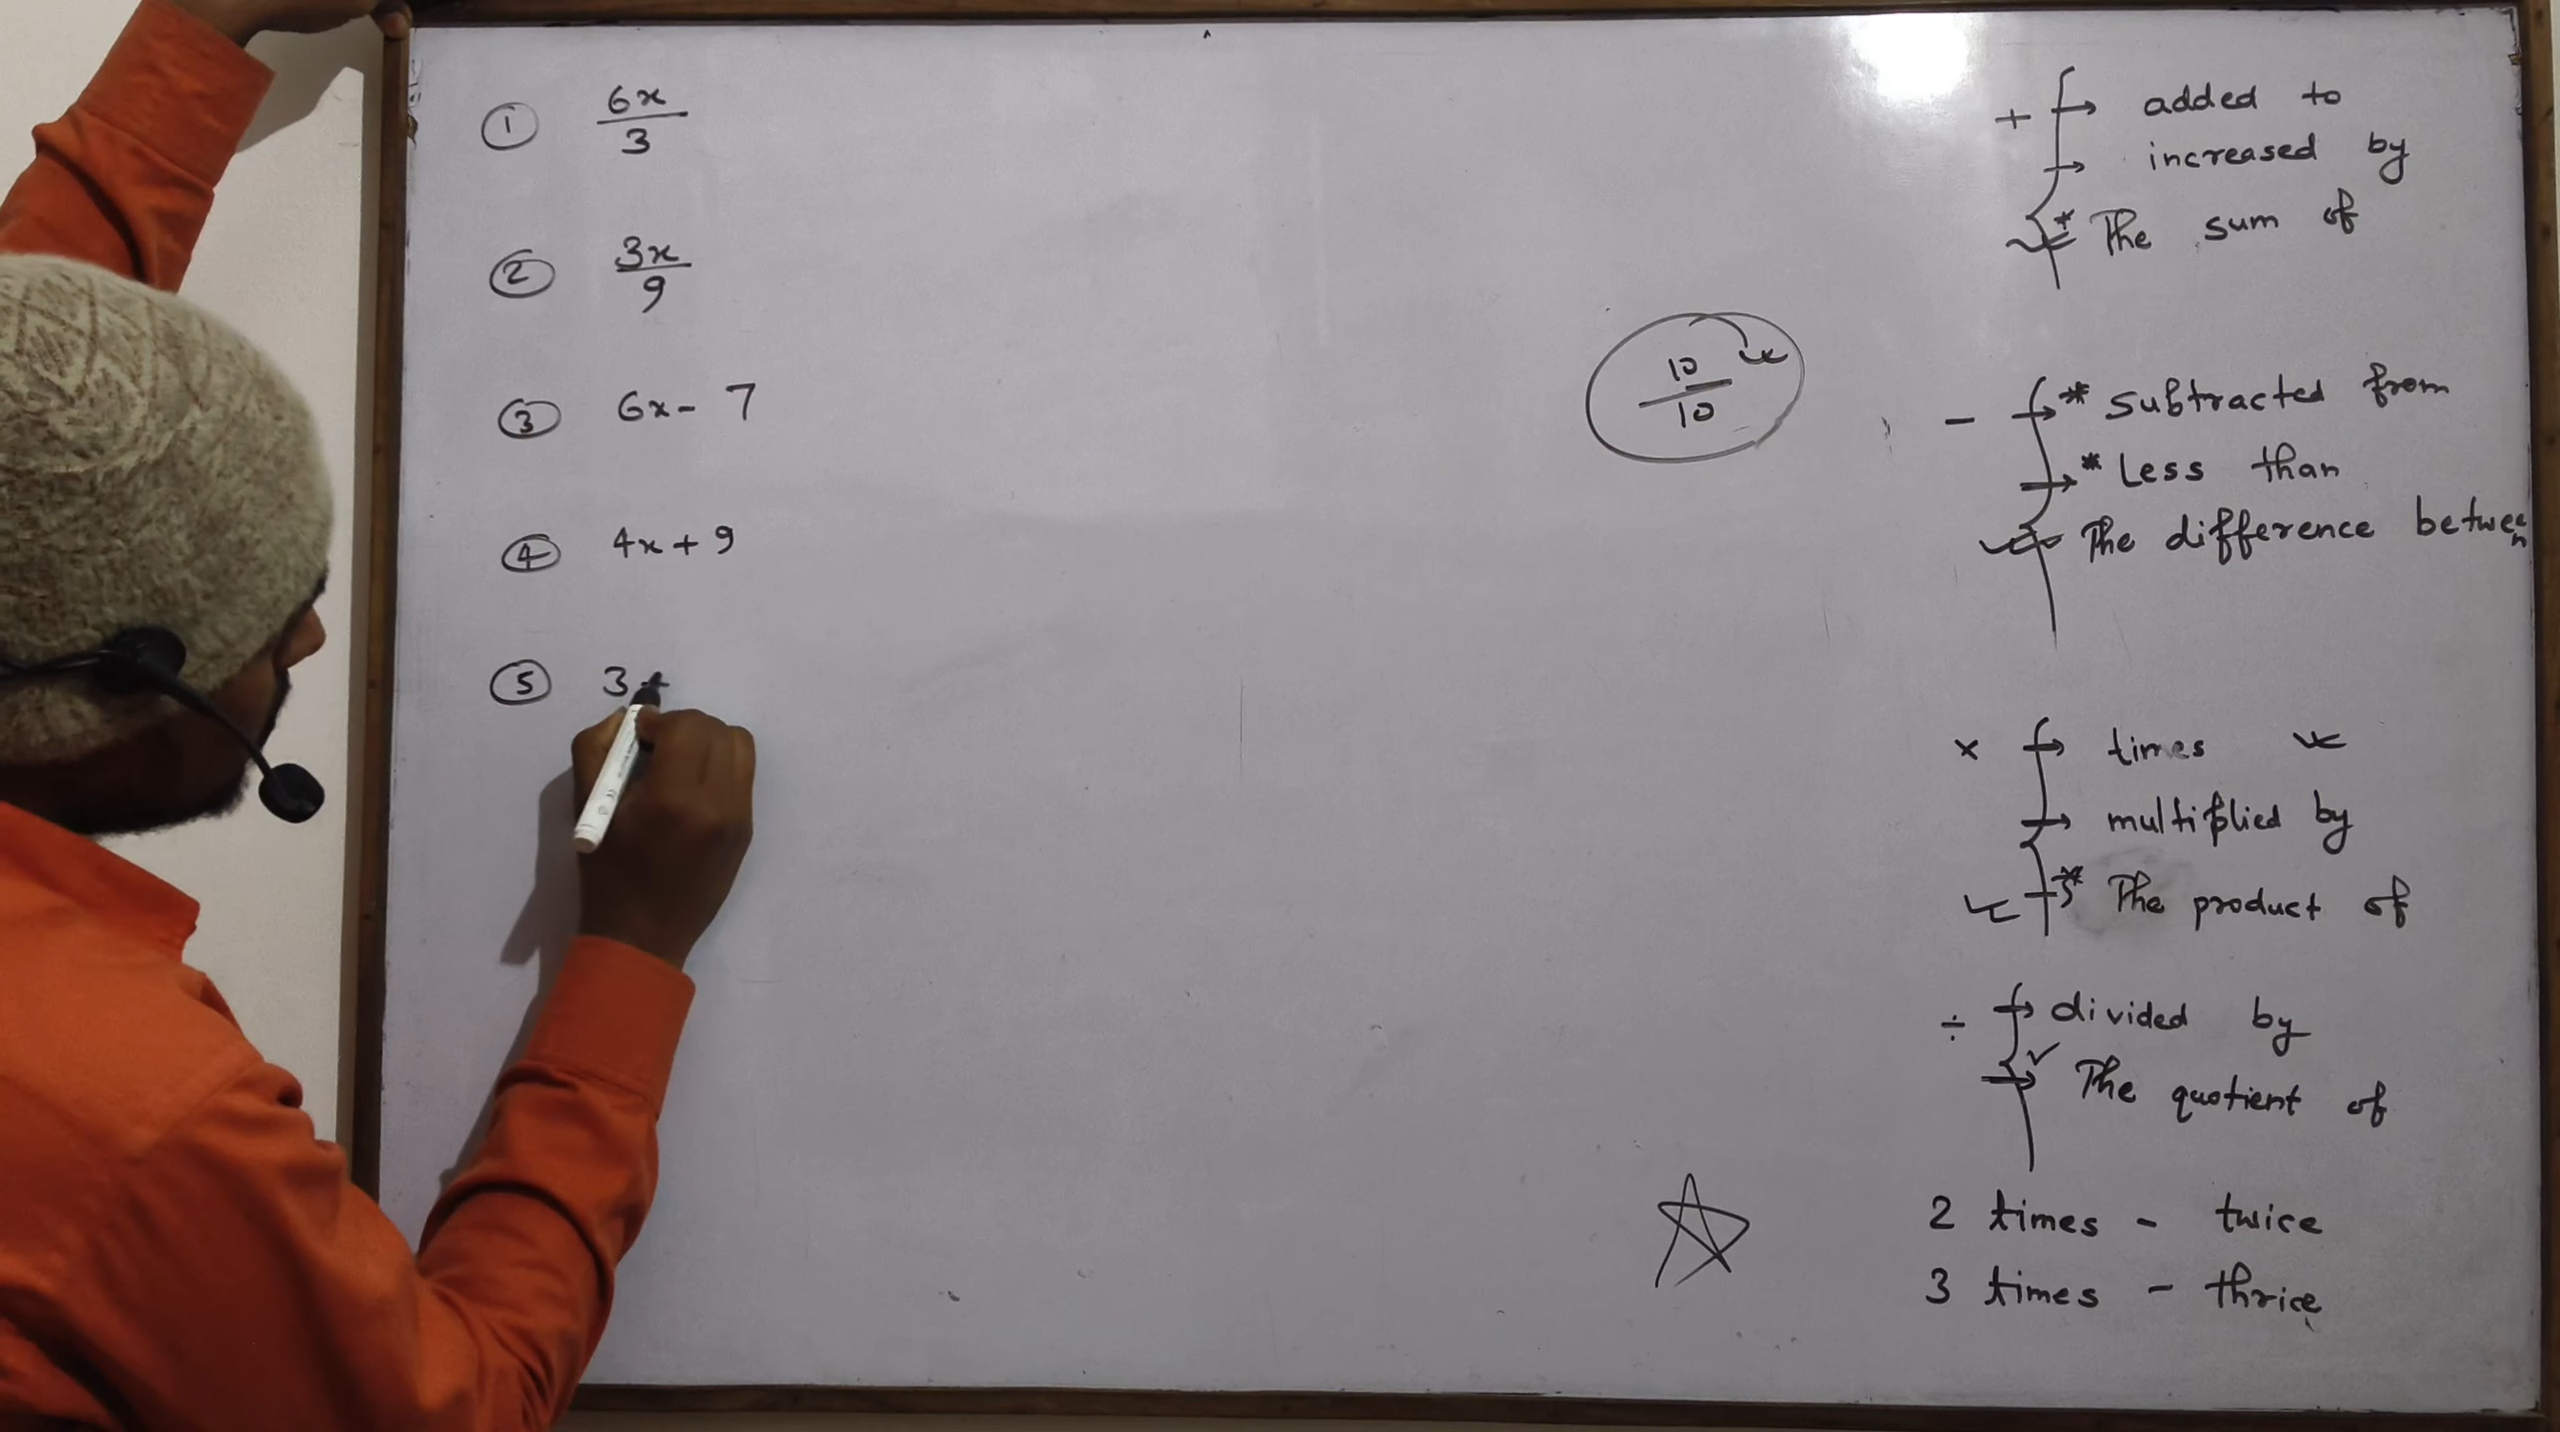 ① 6x/3
② 3x/9
③ 6x - 7
④ 4x + 9
⑤ 3
10/10
+ → added to
→ increased by
* The sum of
- → * Subtracted from
→ * Less than
→ The difference between
× → times
→ multiplied by
→ * The product of
÷ → divided by
→ ✓ The quotient of
2 times - twice
3 times - thrice